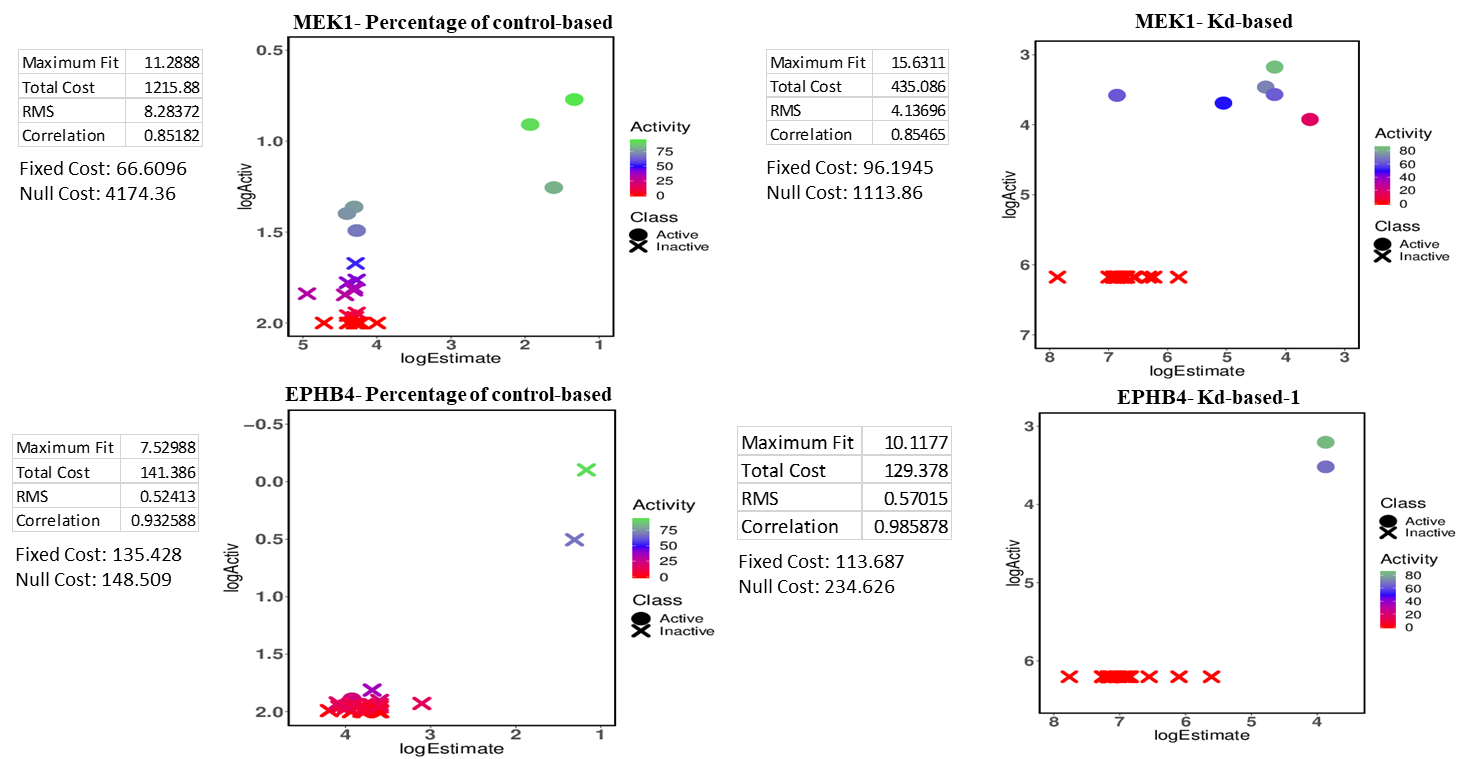 MEK1- Percentage of control-based
Maximum Fit 11.2888
Total Cost 1215.88
RMS 8.28372
Correlation 0.85182
Fixed Cost: 66.6096
Null Cost: 4174.36
0.5
1.0
1.5
2.0
logActiv
5 4 2 1
logEstimate
Activity
75
50
25
0
Class
Active
Inactive
MEK1- Kd-based
Maximum Fit 15.6311
Total Cost 435.086
RMS 4.13696
Correlation 0.85465
Fixed Cost: 96.1945
Null Cost: 1113.86
3
4
5
6
7
logActiv
8 7 6 5 4 3
logEstimate
Activity
80
60
40
20
0
Class
Active
Inactive
EPHB4- Percentage of control-based
Maximum Fit 7.52988
Total Cost 141.386
RMS 0.52413
Correlation 0.932588
Fixed Cost: 135.428
Null Cost: 148.509
−0.5
0.0
0.5
1.0
1.5
2.0
logActiv
4 3 2 1
logEstimate
Activity
75
50
25
0
Class
Active
Inactive
EPHB4- Kd-based-1
Maximum Fit 10.1177
Total Cost 129.378
RMS 0.57015
Correlation 0.985878
Fixed Cost: 113.687
Null Cost: 234.626
3
4
5
6
logActiv
8 7 6 5 4
logEstimate
Class
Active
Inactive
Activity
80
60
40
20
0